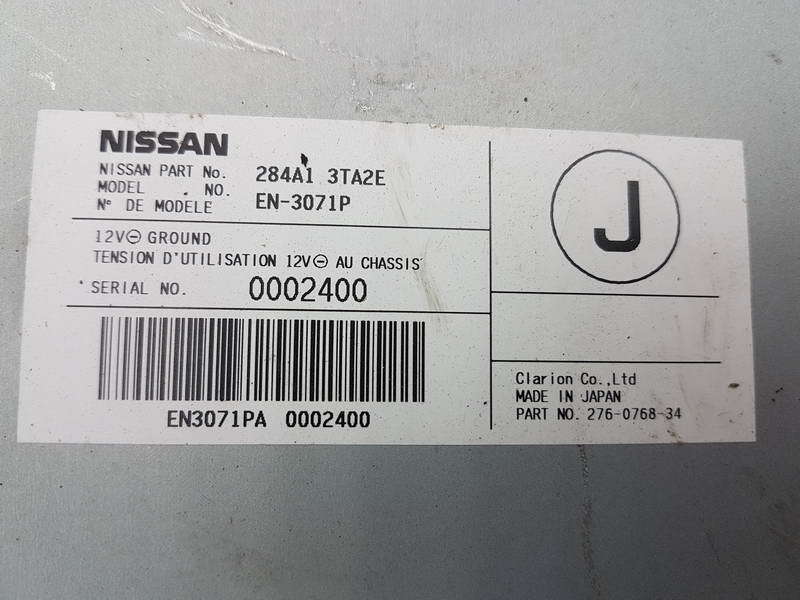 NISSAN
NISSAN PART No. 284A1 3TA2E
MODEL . NO.
N° DE MODELE EN-3071P
12V⊖ GROUND
TENSION D'UTILISATION 12V⊖ AU CHASSIS
SERIAL NO. 0002400
EN3071PA 0002400
J
Clarion Co.,Ltd
MADE IN JAPAN
PART NO. 276-0768-34